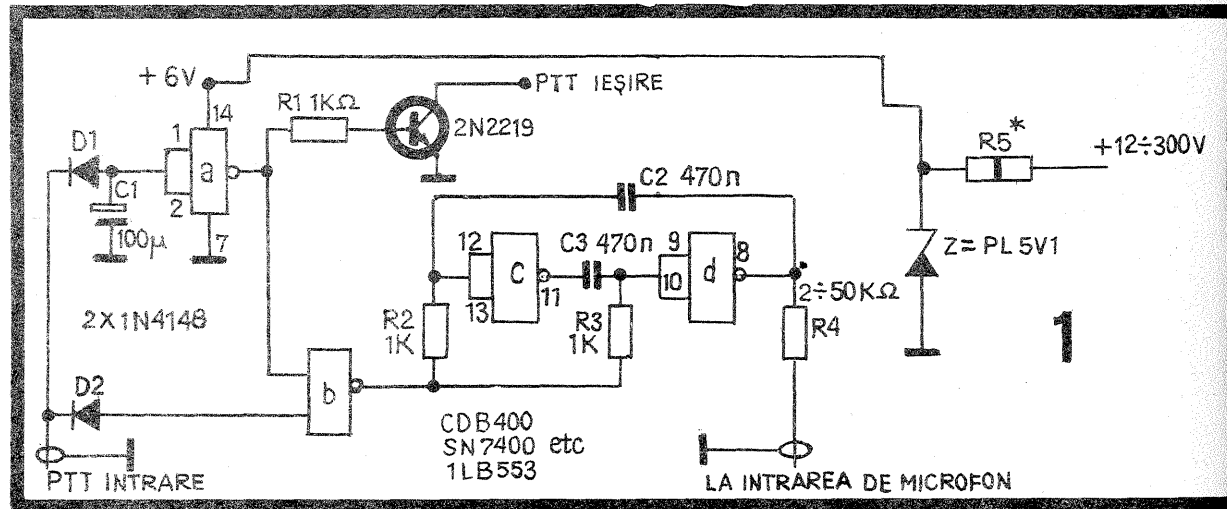 + 6V
14
R1 1KΩ
PTT IEŞIRE
2N2219
R5*
+12÷300V
D1
1
a
2
C1
100µ
7
C2 470n
C3 470n
12
C
13
11
9
10
d
8
Z = PL5V1
2÷50KΩ
R4
R2
1K
R3
1K
2X1N4148
1
D2
b
CDB400
SN7400 etc
1LB553
PTT INTRARE
LA INTRAREA DE MICROFON